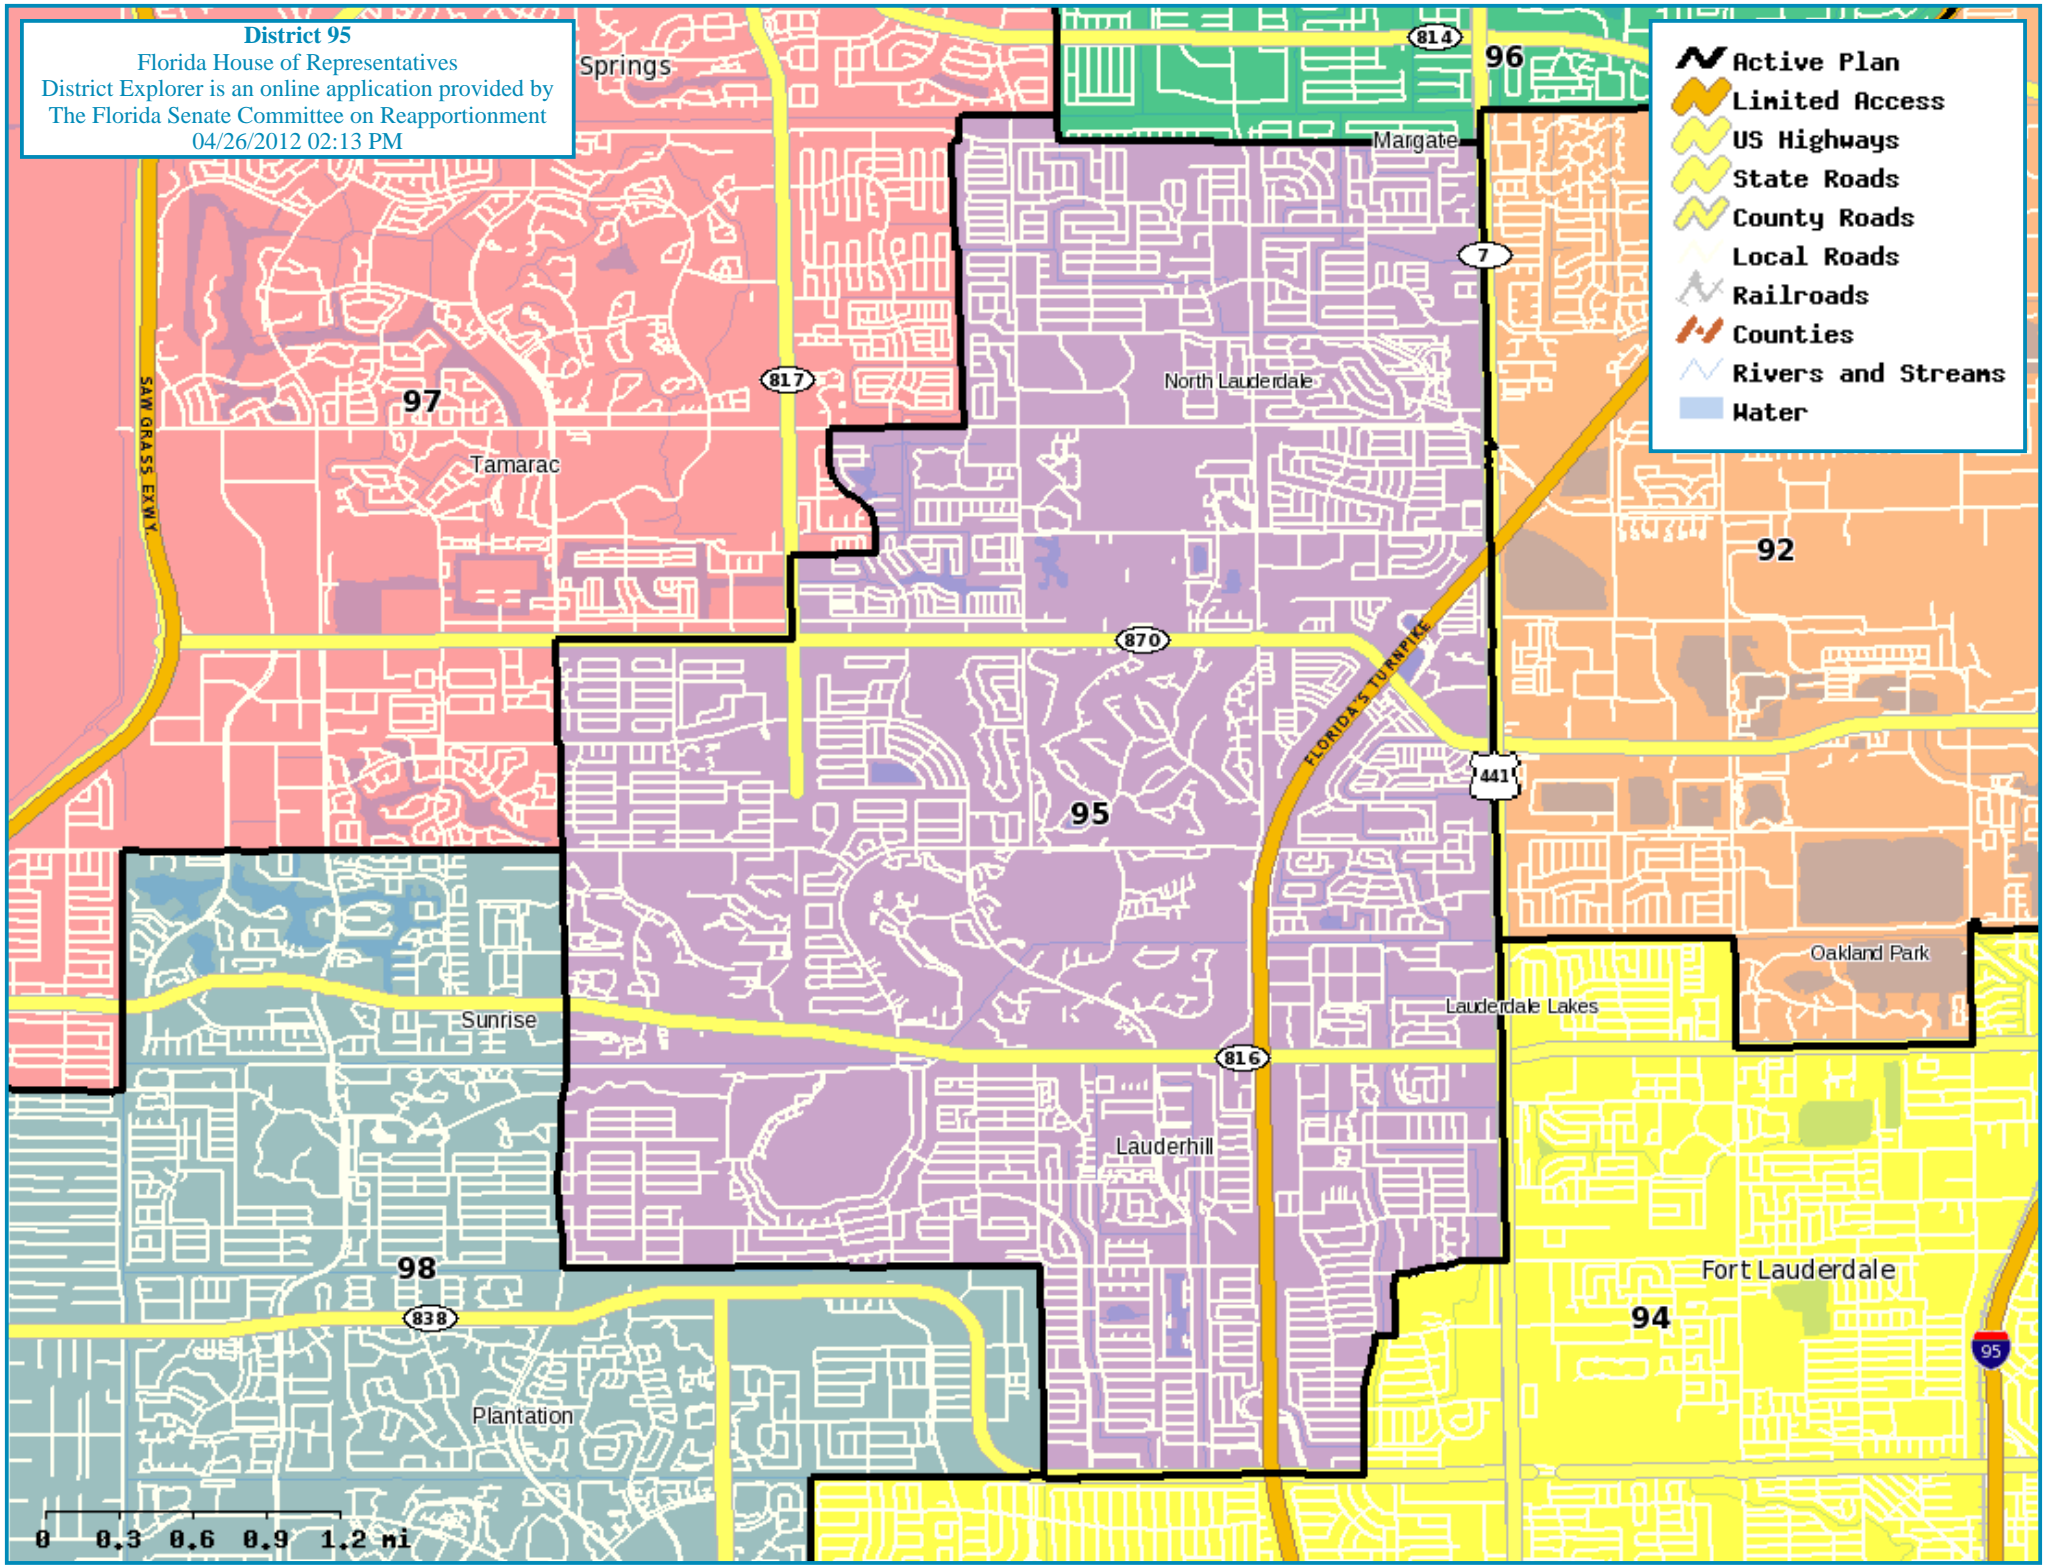 District 95
Florida House of Representatives
District Explorer is an online application provided by
The Florida Senate Committee on Reapportionment
04/26/2012 02:13 PM
Springs
814
96
Active Plan
Limited Access
US Highways
State Roads
County Roads
Local Roads
Railroads
Counties
Rivers and Streams
Water
Margate
7
817
North Lauderdale
97
SAWGRASS EXWY.
Tamarac
92
870
FLORIDA'S TURNPIKE
441
95
Oakland Park
Lauderdale Lakes
Sunrise
816
Lauderhill
98
Fort Lauderdale
838
94
95
Plantation
0 0.3 0.6 0.9 1.2 mi